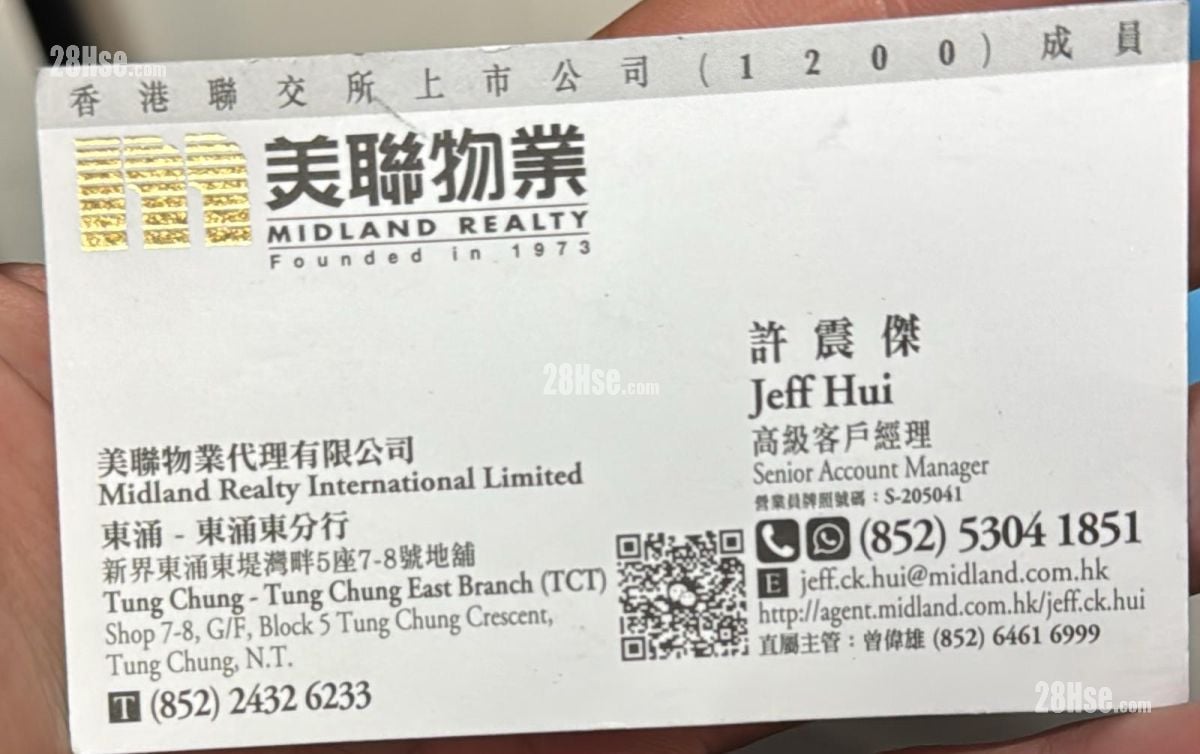 28Hse.com
香港聯交所上市公司(1200)成員
美聯物業
MIDLAND REALTY
Founded in 1973
許震傑
Jeff Hui
高級客戶經理
Senior Account Manager
營業員牌照號碼：S-205041
(852) 5304 1851
E jeff.ck.hui@midland.com.hk
http://agent.midland.com.hk/jeff.ck.hui
直屬主管：曾偉雄 (852) 6461 6999
28Hse.com
美聯物業代理有限公司
Midland Realty International Limited
東涌 - 東涌東分行
新界東涌東堤灣畔5座7-8號地舖
Tung Chung - Tung Chung East Branch (TCT)
Shop 7-8, G/F, Block 5 Tung Chung Crescent,
Tung Chung, N.T.
T (852) 2432 6233
28Hse.com